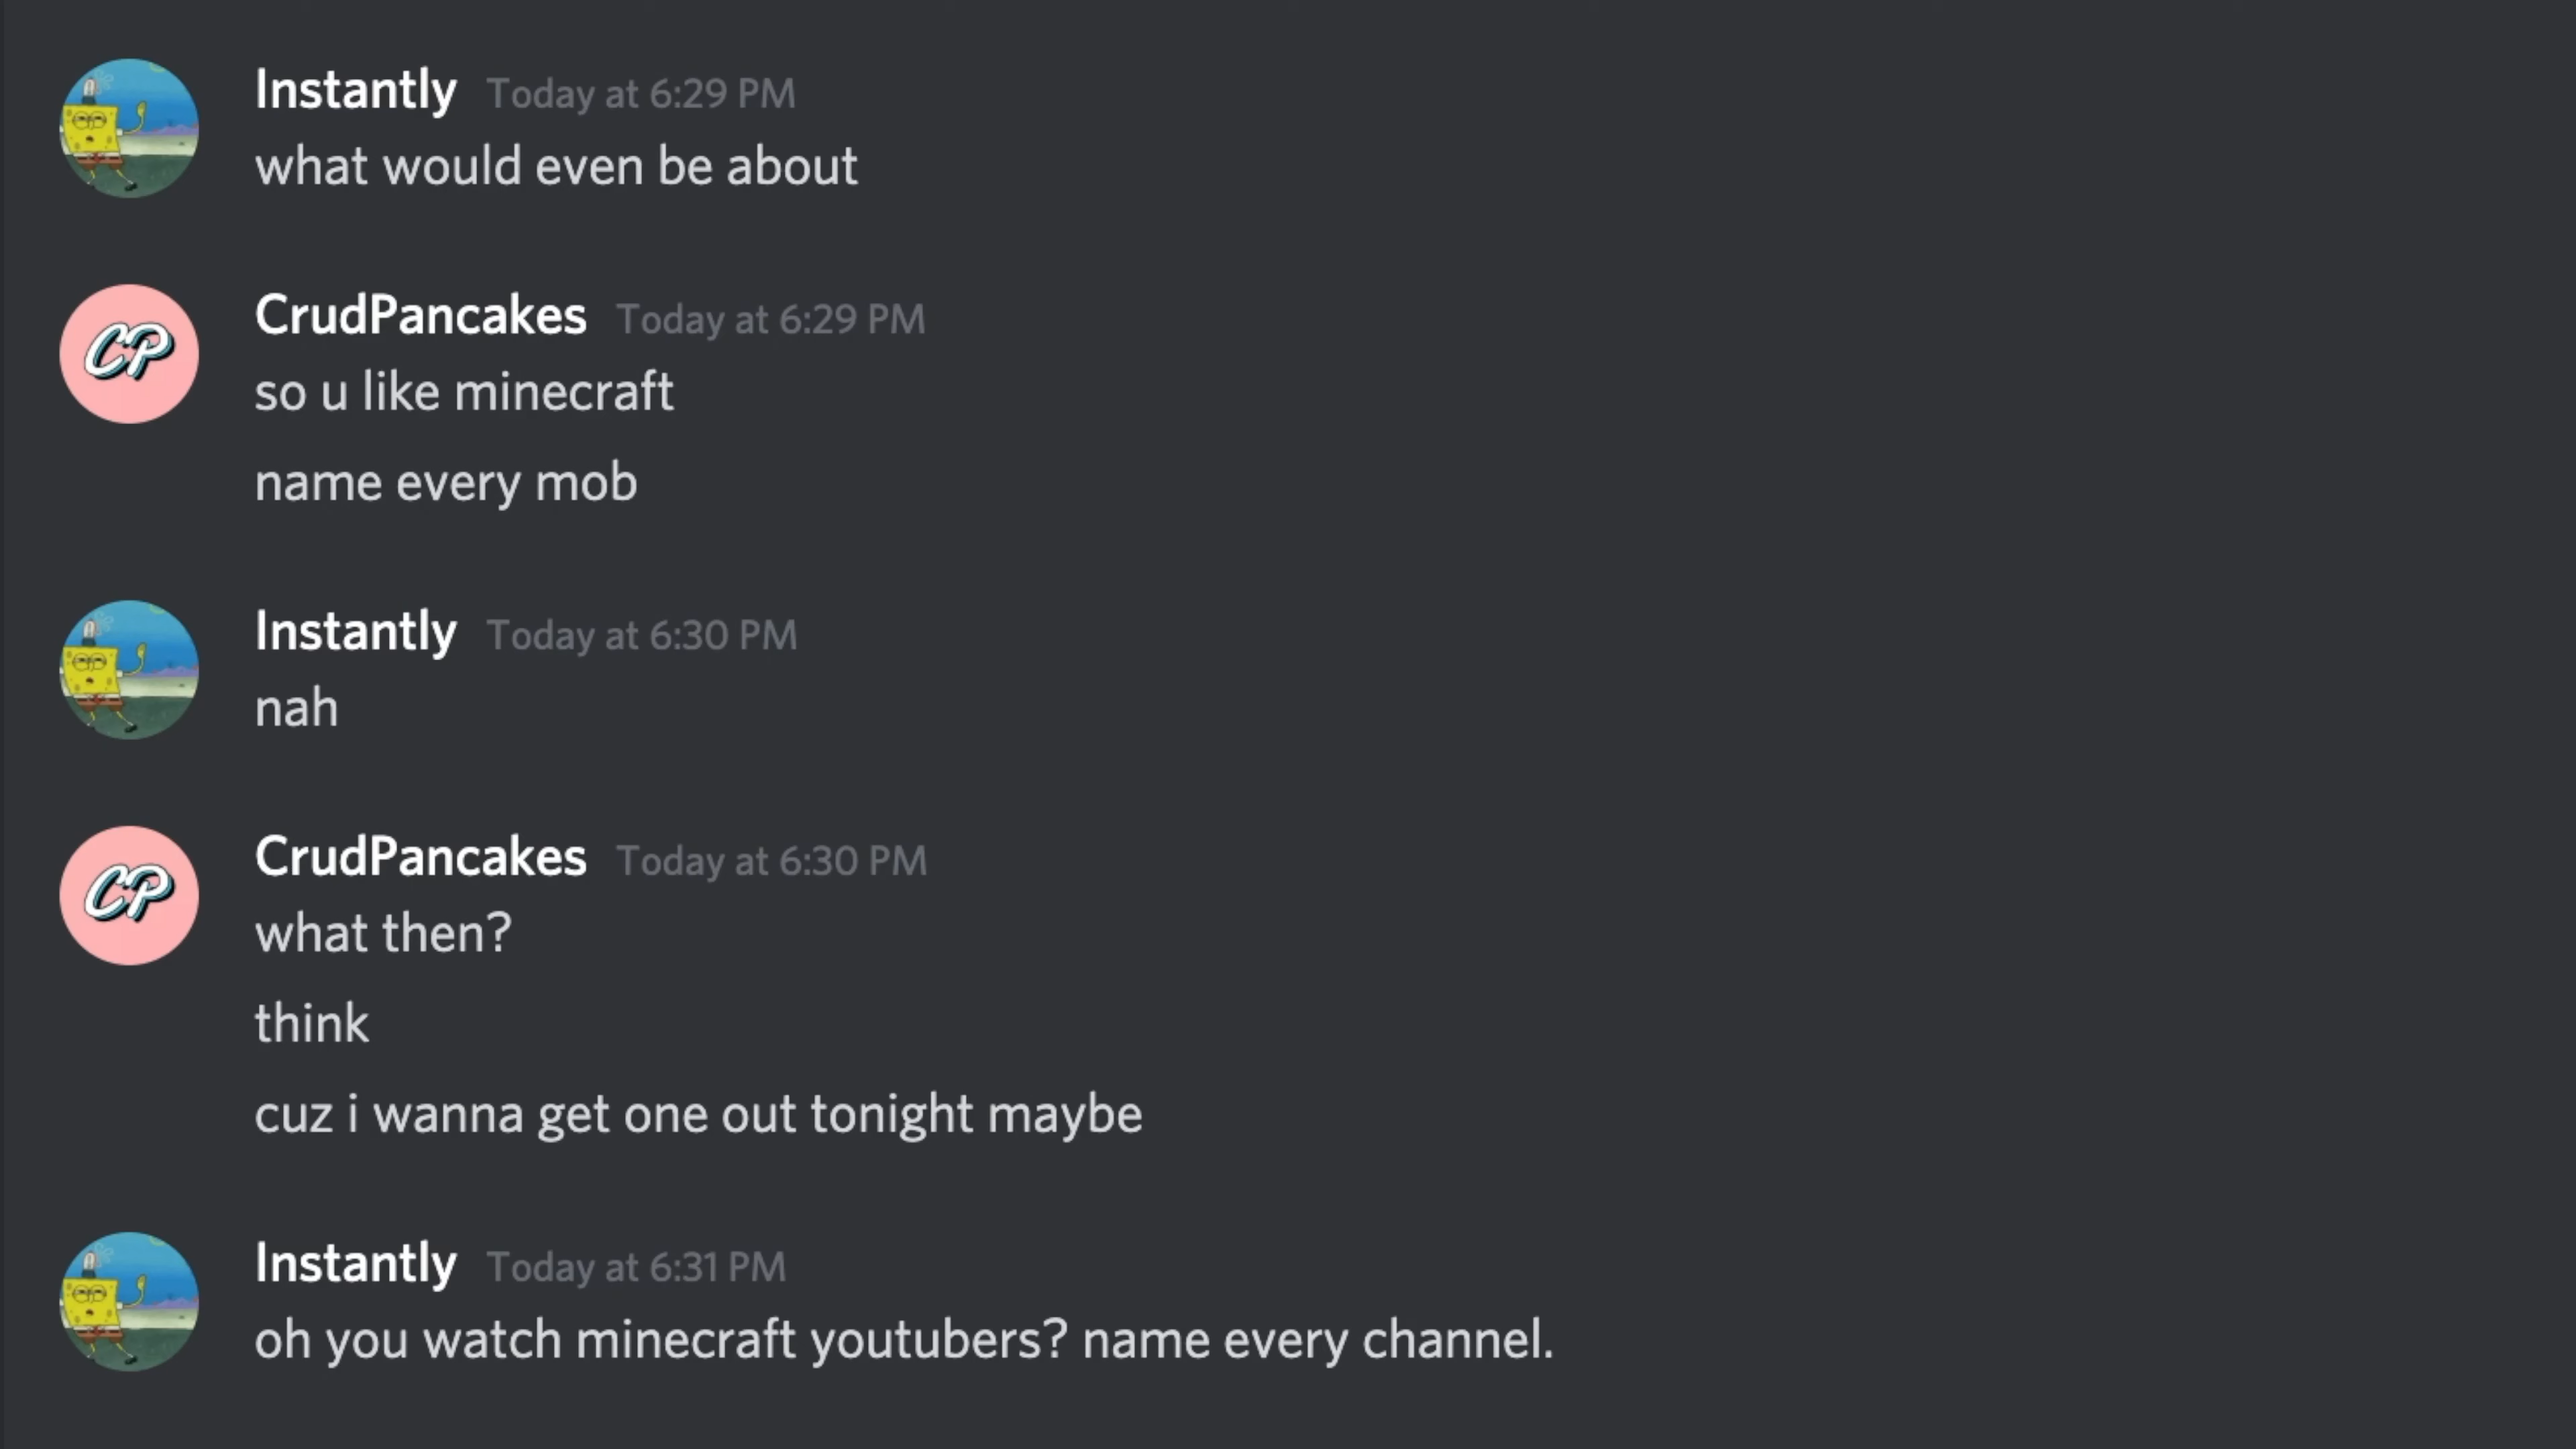 Instantly Today at 6:29 PM
what would even be about
CP
CrudPancakes Today at 6:29 PM
so u like minecraft
name every mob
Instantly Today at 6:30 PM
nah
CP
CrudPancakes Today at 6:30 PM
what then?
think
cuz i wanna get one out tonight maybe
Instantly Today at 6:31 PM
oh you watch minecraft youtubers? name every channel.